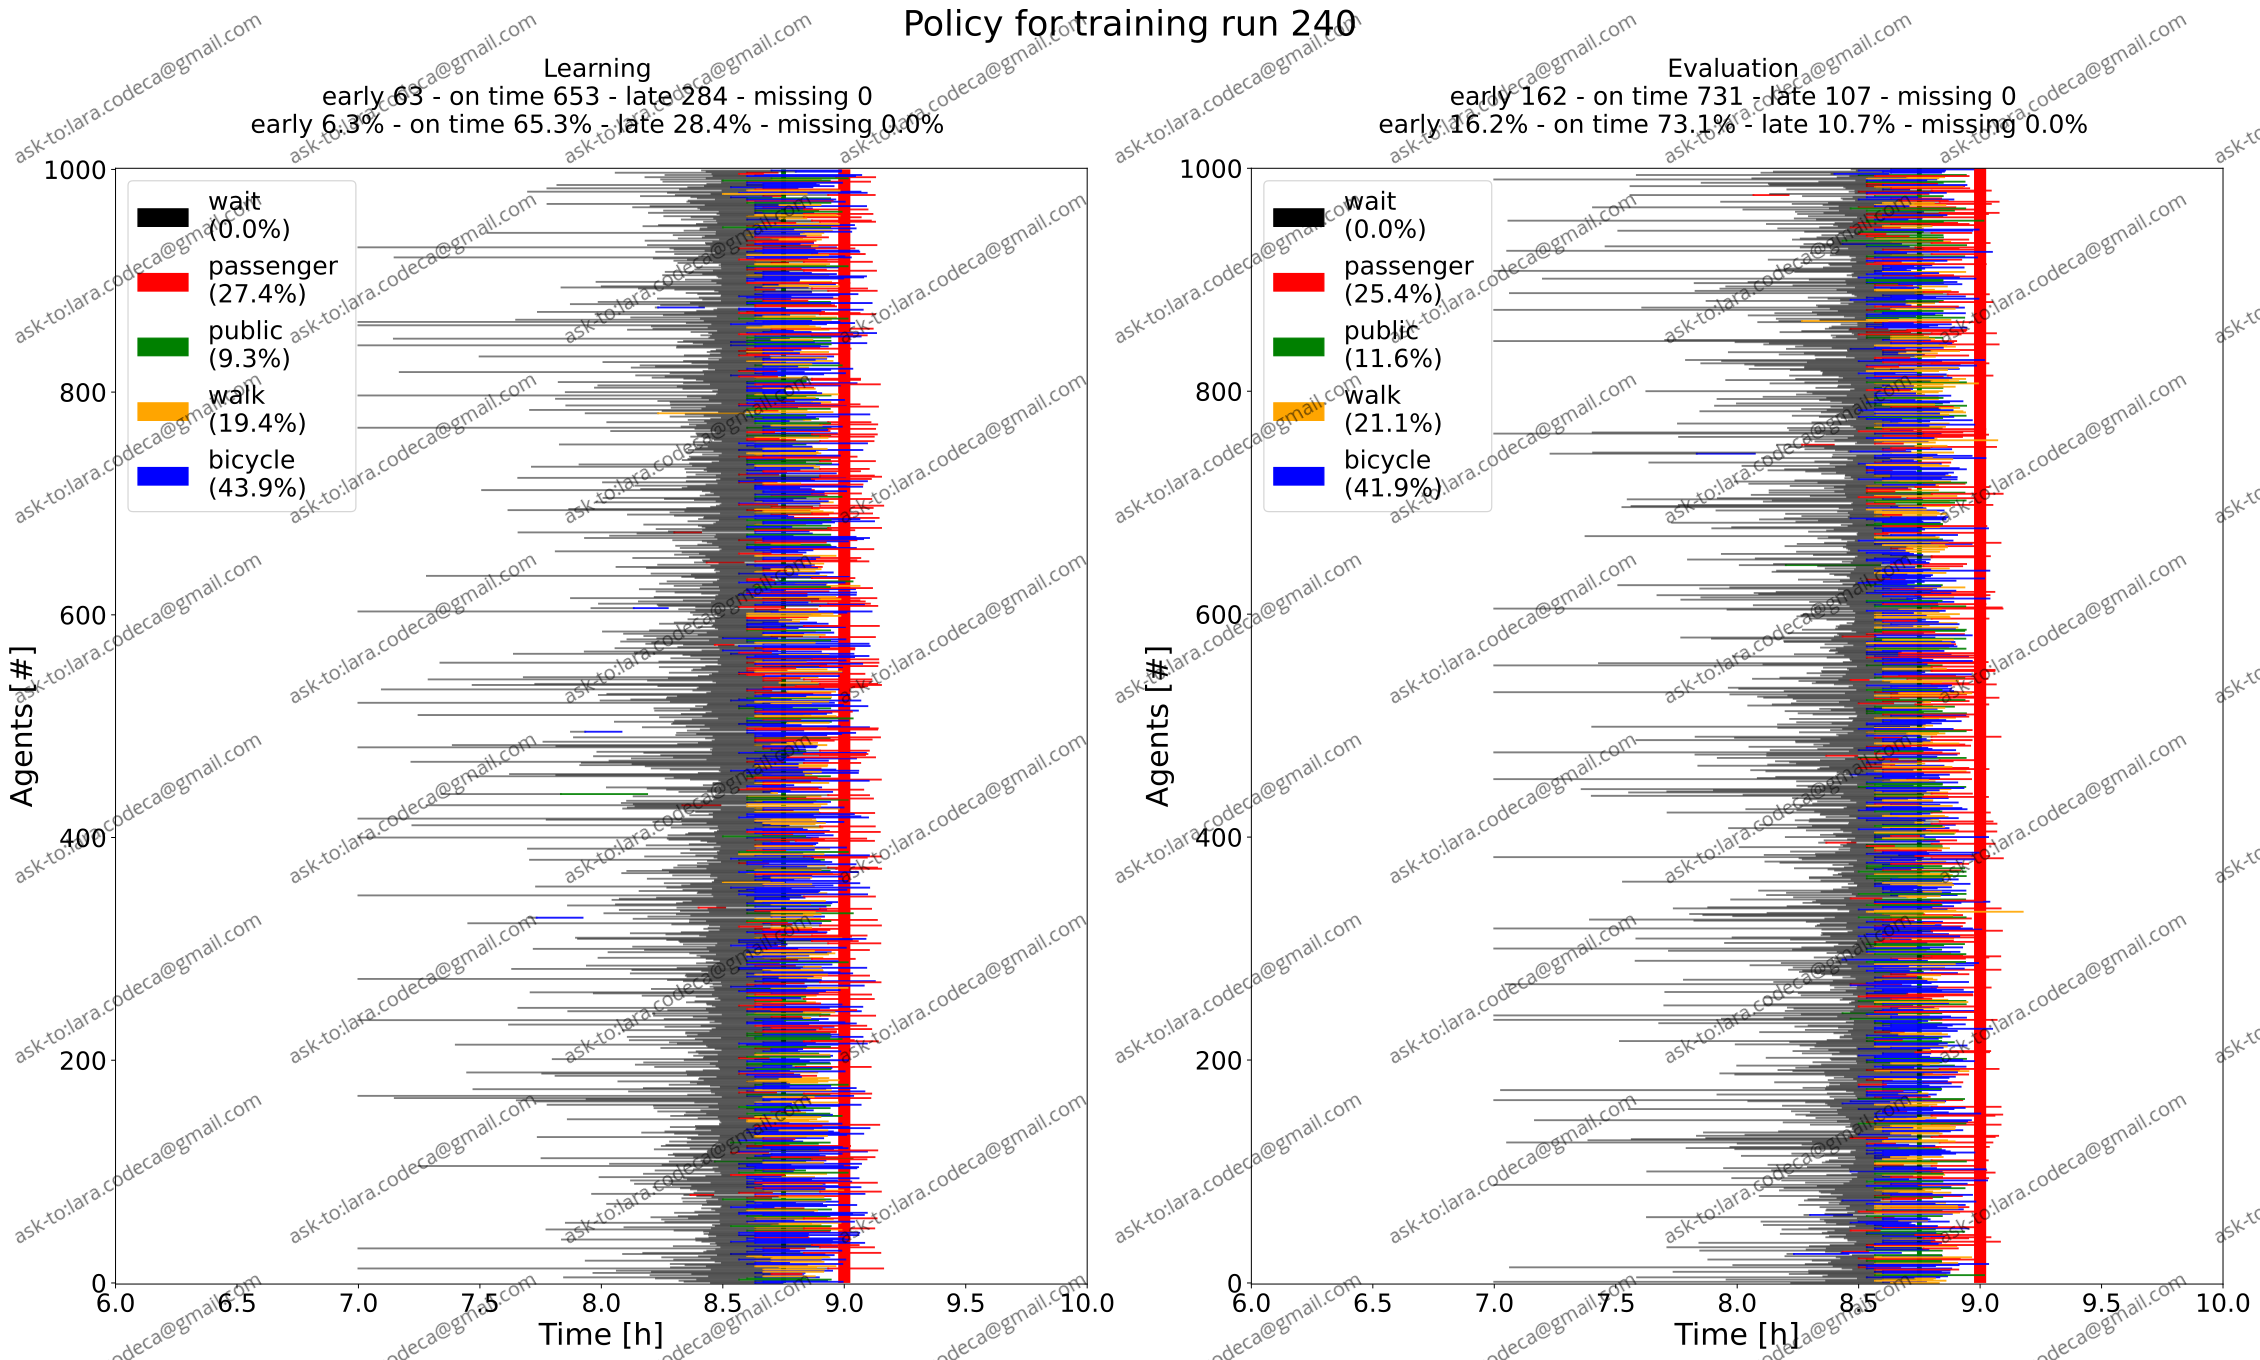 Policy for training run 240
Learning
early 63 - on time 653 - late 284 - missing 0
early 6.3% - on time 65.3% - late 28.4% - missing 0.0%
1000
800
600
400
200
0
Agents [#]
wait
(0.0%)
passenger
(27.4%)
public
(9.3%)
walk
(19.4%)
bicycle
(43.9%)
6.0 6.5 7.0 7.5 8.0 8.5 9.0 9.5 10.0
Time [h]
Evaluation
early 162 - on time 731 - late 107 - missing 0
early 16.2% - on time 73.1% - late 10.7% - missing 0.0%
1000
800
600
400
200
0
Agents [#]
wait
(0.0%)
passenger
(25.4%)
public
(11.6%)
walk
(21.1%)
bicycle
(41.9%)
6.0 6.5 7.0 7.5 8.0 8.5 9.0 9.5 10.0
Time [h]
ask-to:lara.codeca@gmail.com